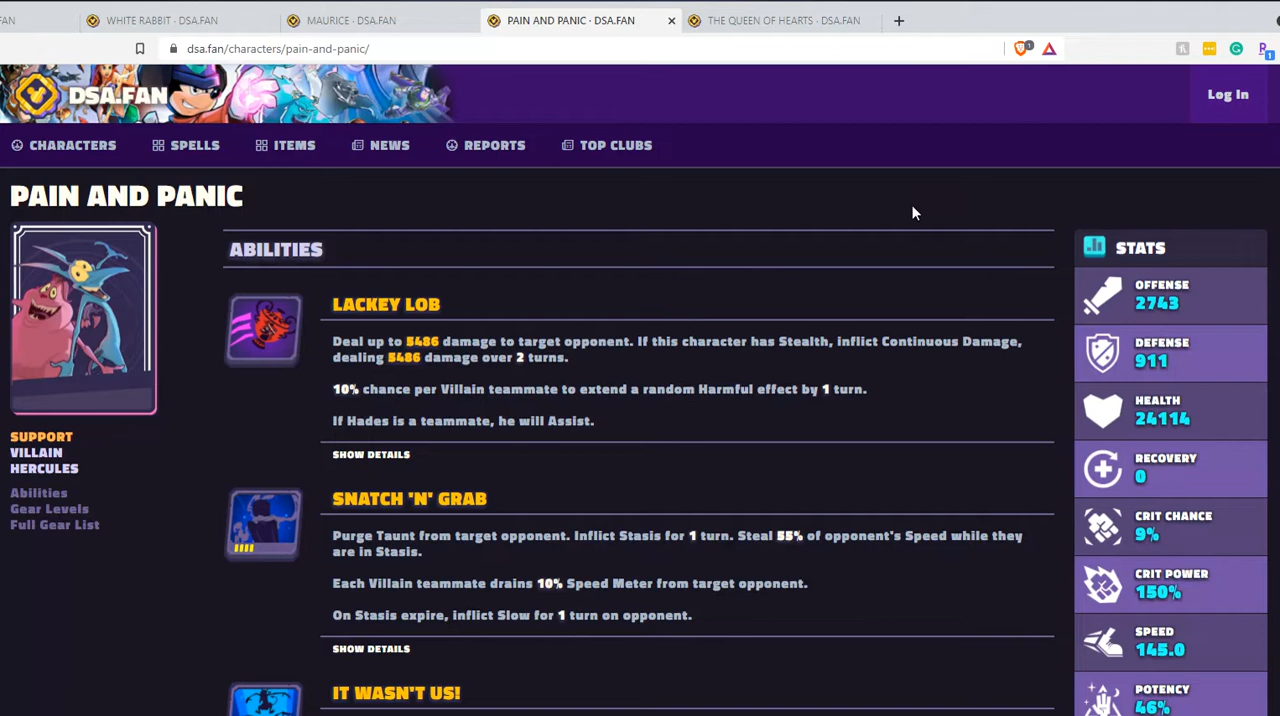 FAN
WHITE RABBIT · DSA.FAN
MAURICE · DSA.FAN
PAIN AND PANIC · DSA.FAN
THE QUEEN OF HEARTS · DSA.FAN
dsa.fan/characters/pain-and-panic/
1
1
DSA.FAN
Log In
CHARACTERS
SPELLS
ITEMS
NEWS
REPORTS
TOP CLUBS
PAIN AND PANIC
SUPPORT
VILLAIN
HERCULES
Abilities
Gear Levels
Full Gear List
ABILITIES
LACKEY LOB
Deal up to 5486 damage to target opponent. If this character has Stealth, inflict Continuous Damage,
dealing 5486 damage over 2 turns.
10% chance per Villain teammate to extend a random Harmful effect by 1 turn.
If Hades is a teammate, he will Assist.
SHOW DETAILS
SNATCH 'N' GRAB
Purge Taunt from target opponent. Inflict Stasis for 1 turn. Steal 55% of opponent's Speed while they
are in Stasis.
Each Villain teammate drains 10% Speed Meter from target opponent.
On Stasis expire, inflict Slow for 1 turn on opponent.
SHOW DETAILS
IT WASN'T US!
STATS
OFFENSE
2743
DEFENSE
911
HEALTH
24114
RECOVERY
0
CRIT CHANCE
9%
CRIT POWER
150%
SPEED
145.0
POTENCY
46%